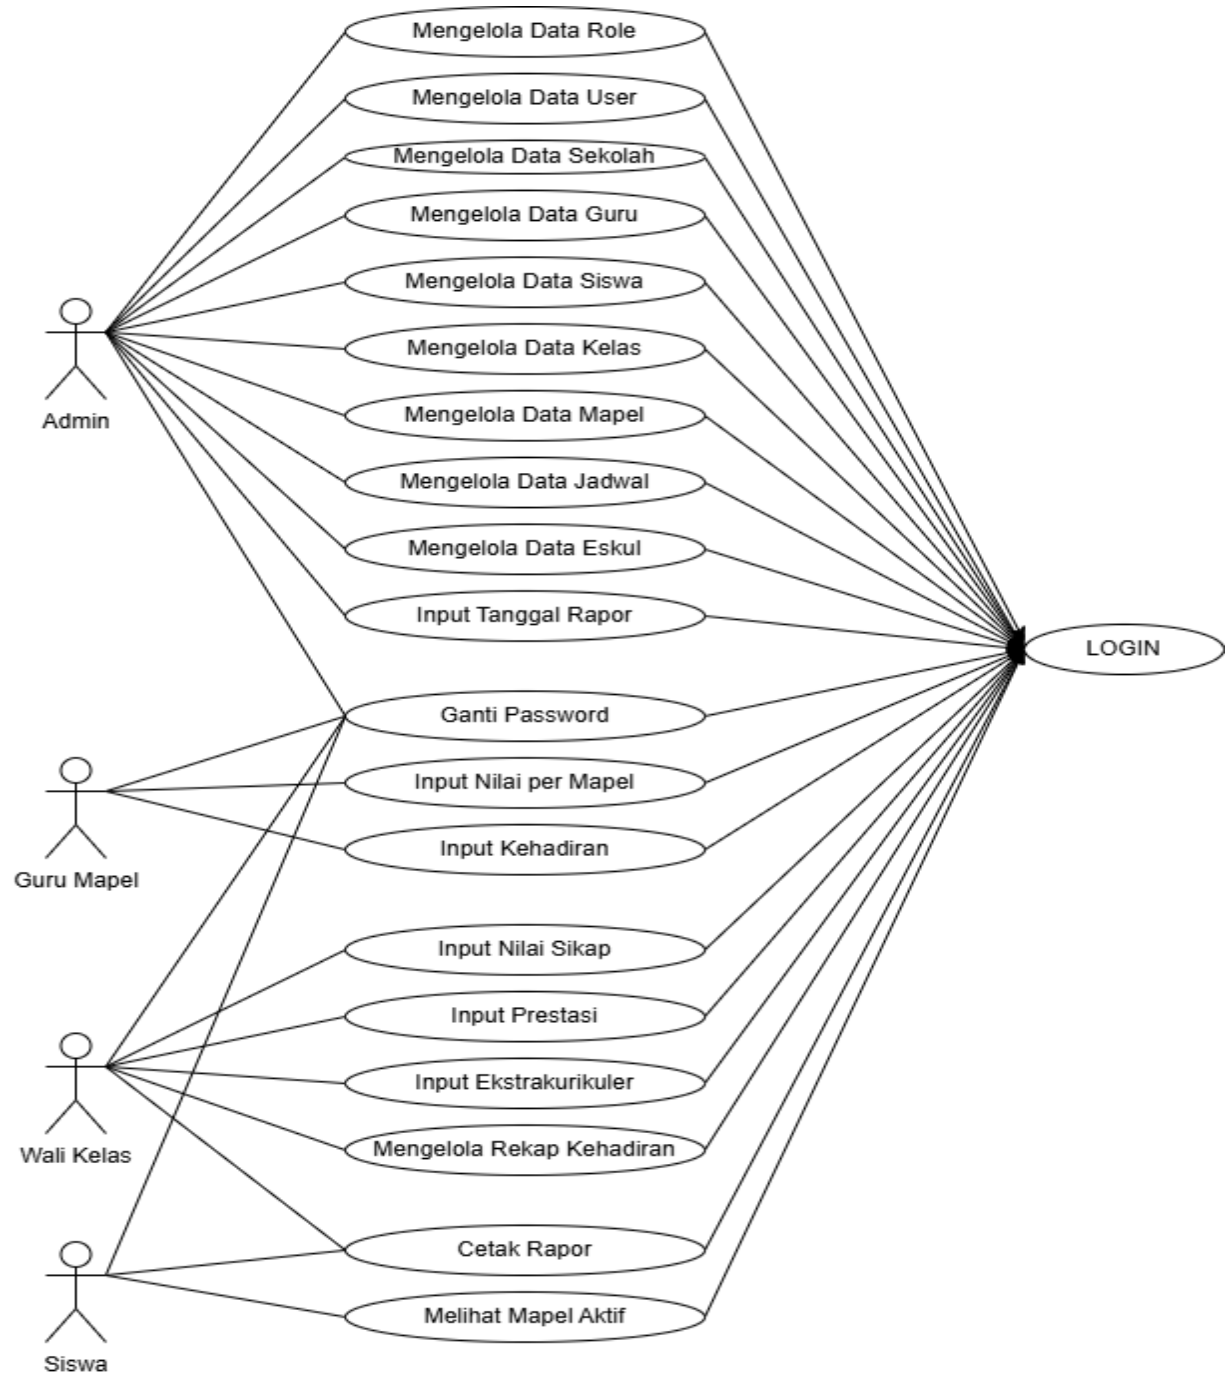 Mengelola Data Role
Mengelola Data User
Mengelola Data Sekolah
Mengelola Data Guru
Mengelola Data Siswa
Mengelola Data Kelas
Admin
Mengelola Data Mapel
Mengelola Data Jadwal
Mengelola Data Eskul
Input Tanggal Rapor
LOGIN
Ganti Password
Input Nilai per Mapel
Input Kehadiran
Guru Mapel
Input Nilai Sikap
Input Prestasi
Input Ekstrakurikuler
Mengelola Rekap Kehadiran
Wali Kelas
Cetak Rapor
Melihat Mapel Aktif
Siswa